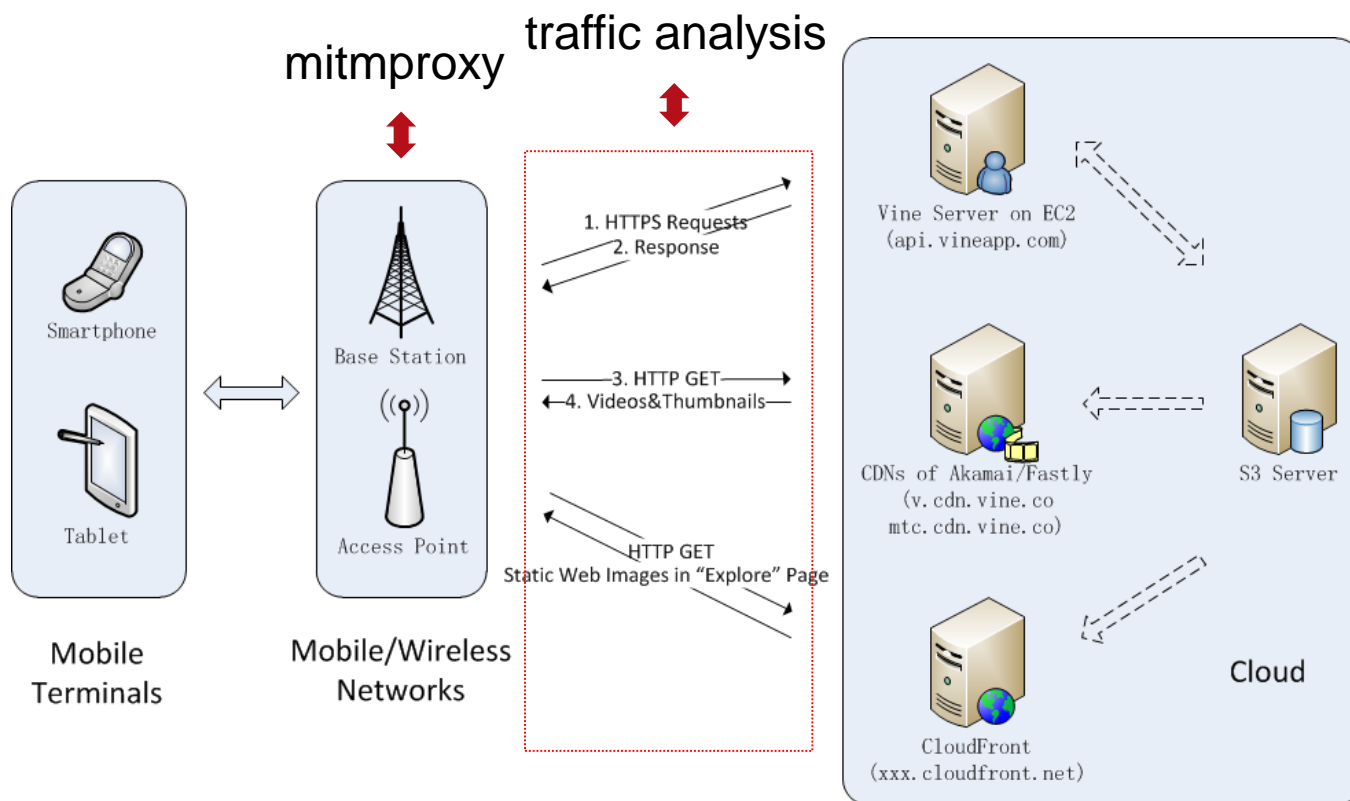 traffic analysis
mitmproxy
Smartphone
Tablet
Mobile
Terminals
Base Station
Access Point
Mobile/Wireless
Networks
1. HTTPS Requests
2. Response
3. HTTP GET
4. Videos&Thumbnails
HTTP GET
Static Web Images in “Explore” Page
Vine Server on EC2
(api.vineapp.com)
CDNs of Akamai/Fastly
(v.cdn.vine.co
mtc.cdn.vine.co)
S3 Server
CloudFront
(xxx.cloudfront.net)
Cloud